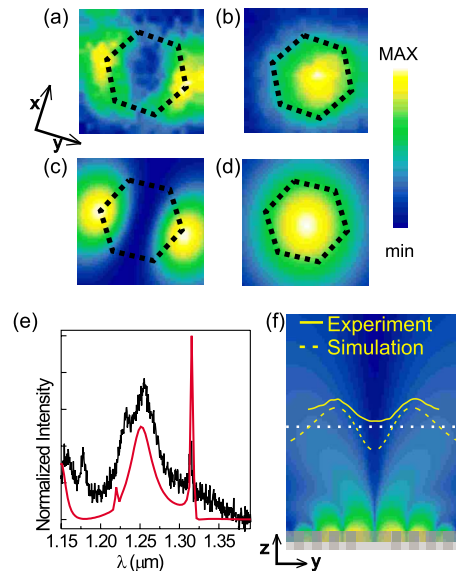 (a) (b)
MAX
x
y
(c) (d)
min
(e) (f)
Experiment
Simulation
Normalized Intensity
1.15 1.20 1.25 1.30 1.35
λ (μm)
z
y